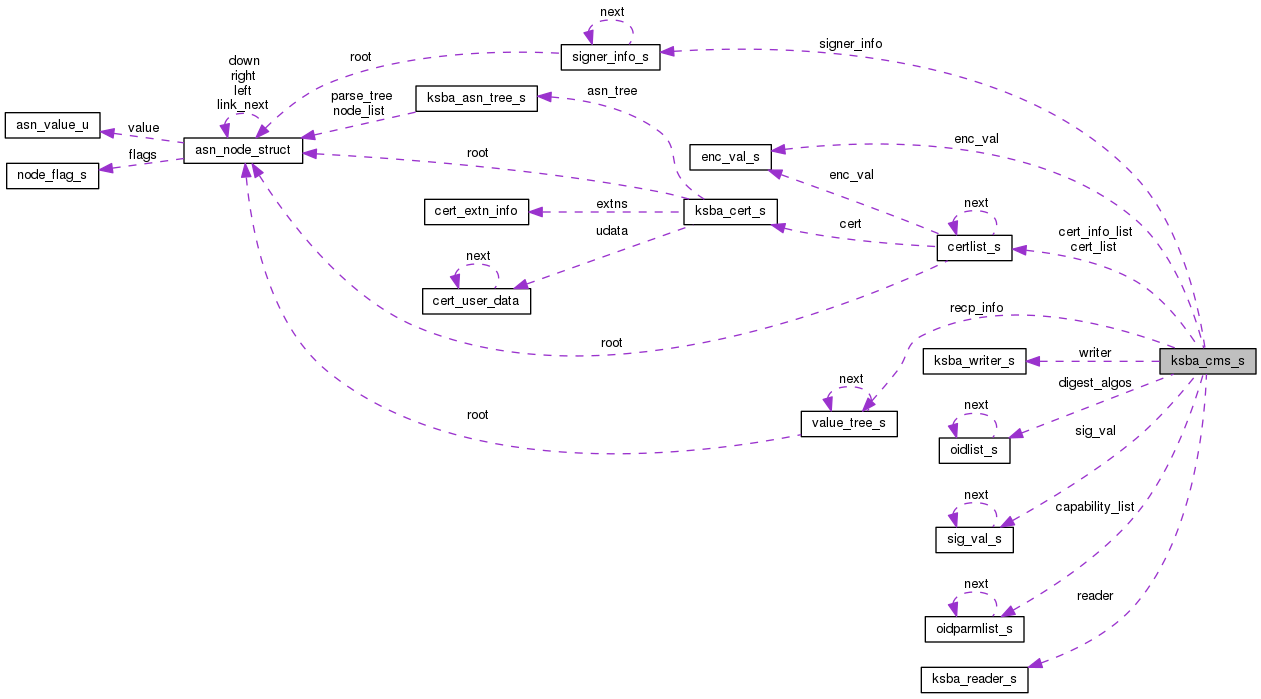 next
signer_info
signer_info_s
root
down
right
left
link_next
parse_tree
node_list
ksba_asn_tree_s
asn_tree
asn_value_u
value
asn_node_struct
flags
node_flag_s
root
enc_val
enc_val_s
enc_val
cert_extn_info
extns
ksba_cert_s
udata
cert
next
certlist_s
cert_info_list
cert_list
next
cert_user_data
root
recp_info
ksba_writer_s
writer
ksba_cms_s
next
value_tree_s
root
digest_algos
next
oidlist_s
sig_val
next
sig_val_s
capability_list
next
oidparmlist_s
reader
ksba_reader_s